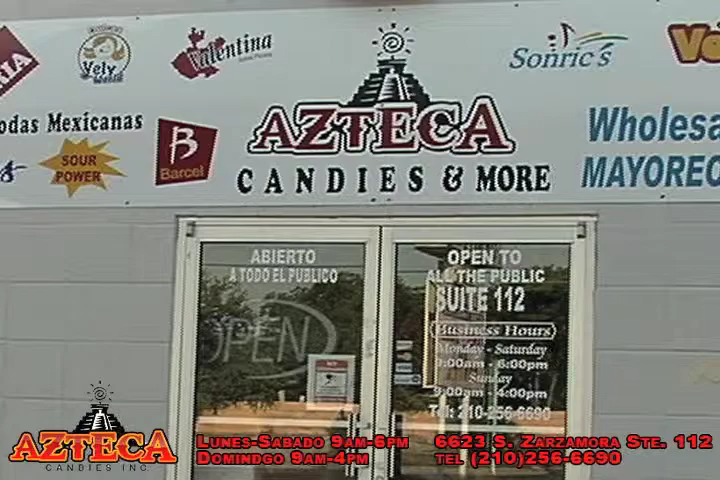 RIA
Vely
Valentina
Sonric's
Ve
odas Mexicanas
SOUR
POWER
Barcel
AZTECA
CANDIES & MORE
Wholesa
MAYOREO
ABIERTO
A TODO EL PUBLICO
OPEN
OPEN TO
ALL THE PUBLIC
SUITE 112
Business Hours
Monday - Saturday
9:00am - 6:00pm
Sunday
9:00am - 4:00pm
Tel: 210-256-6690
AZTECA
CANDIES INC.
LUNES-SABADO 9AM-6PM
DOMINDGO 9AM-4PM
6623 S. ZARZAMORA STE. 112
TEL (210)256-6690